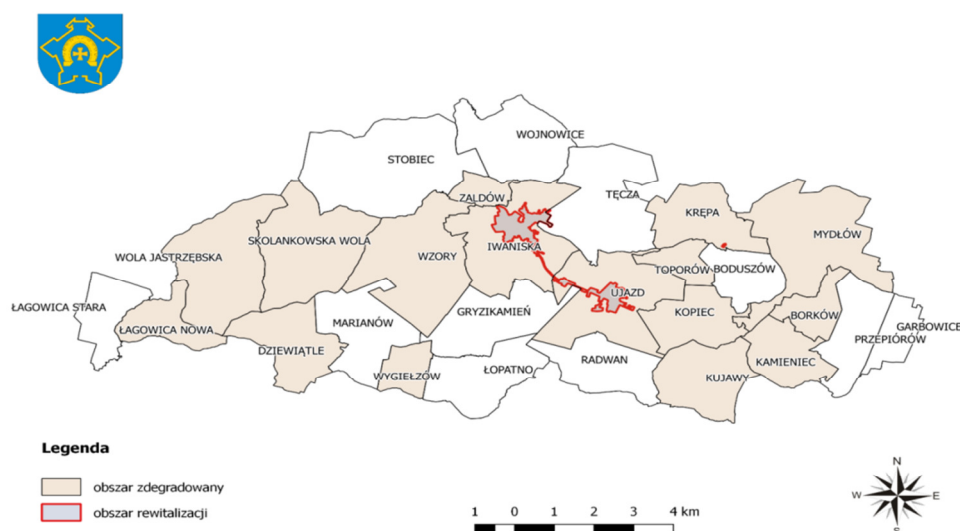 WOJNOWICE
STOBIEC
TĘCZA
ZALDÓW
KRĘPA
SKOLANKOWSKA WOLA
IWANISKA
MYDŁÓW
WOLA JASTRZĘBSKA
WZORY
TOPORÓW
BODUSZÓW
UJAZD
ŁAGOWICA STARA
GRYZIKAMIEŃ
KOPIEC
BORKÓW
MARIANÓW
ŁAGOWICA NOWA
GARBOWICE
PRZEPIÓRÓW
DZIEWIĄTLE
RADWAN
KAMIENIEC
ŁOPATNO
WYGIEŁZÓW
KUJAWY
Legenda
obszar zdegradowany
obszar rewitalizacji
1 0 1 2 3 4 km
N
W E
S